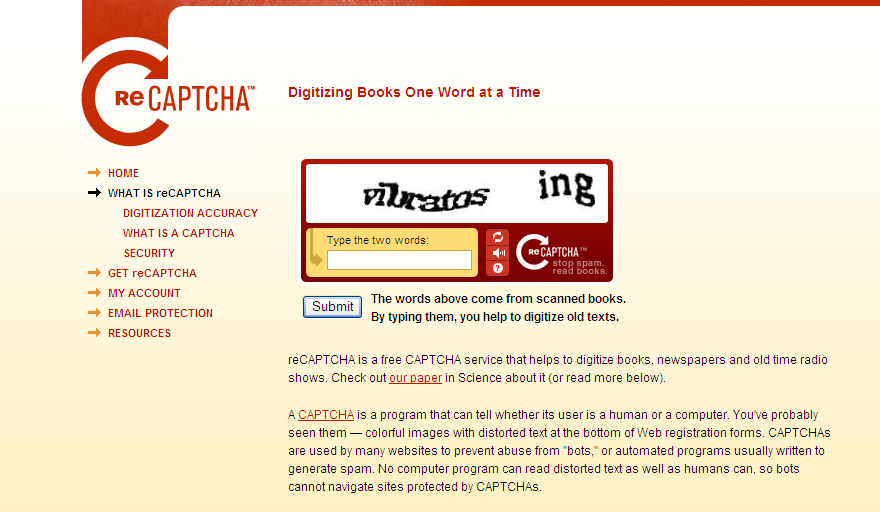 reCAPTCHA™
Digitizing Books One Word at a Time
HOME
WHAT IS reCAPTCHA
DIGITIZATION ACCURACY
WHAT IS A CAPTCHA
SECURITY
GET reCAPTCHA
MY ACCOUNT
EMAIL PROTECTION
RESOURCES
vibratos ing
Type the two words:
?
reCAPTCHA™
stop spam.
read books.
Submit
The words above come from scanned books.
By typing them, you help to digitize old texts.
reCAPTCHA is a free CAPTCHA service that helps to digitize books, newspapers and old time radio
shows. Check out our paper in Science about it (or read more below).
A CAPTCHA is a program that can tell whether its user is a human or a computer. You've probably
seen them — colorful images with distorted text at the bottom of Web registration forms. CAPTCHAs
are used by many websites to prevent abuse from "bots," or automated programs usually written to
generate spam. No computer program can read distorted text as well as humans can, so bots
cannot navigate sites protected by CAPTCHAs.